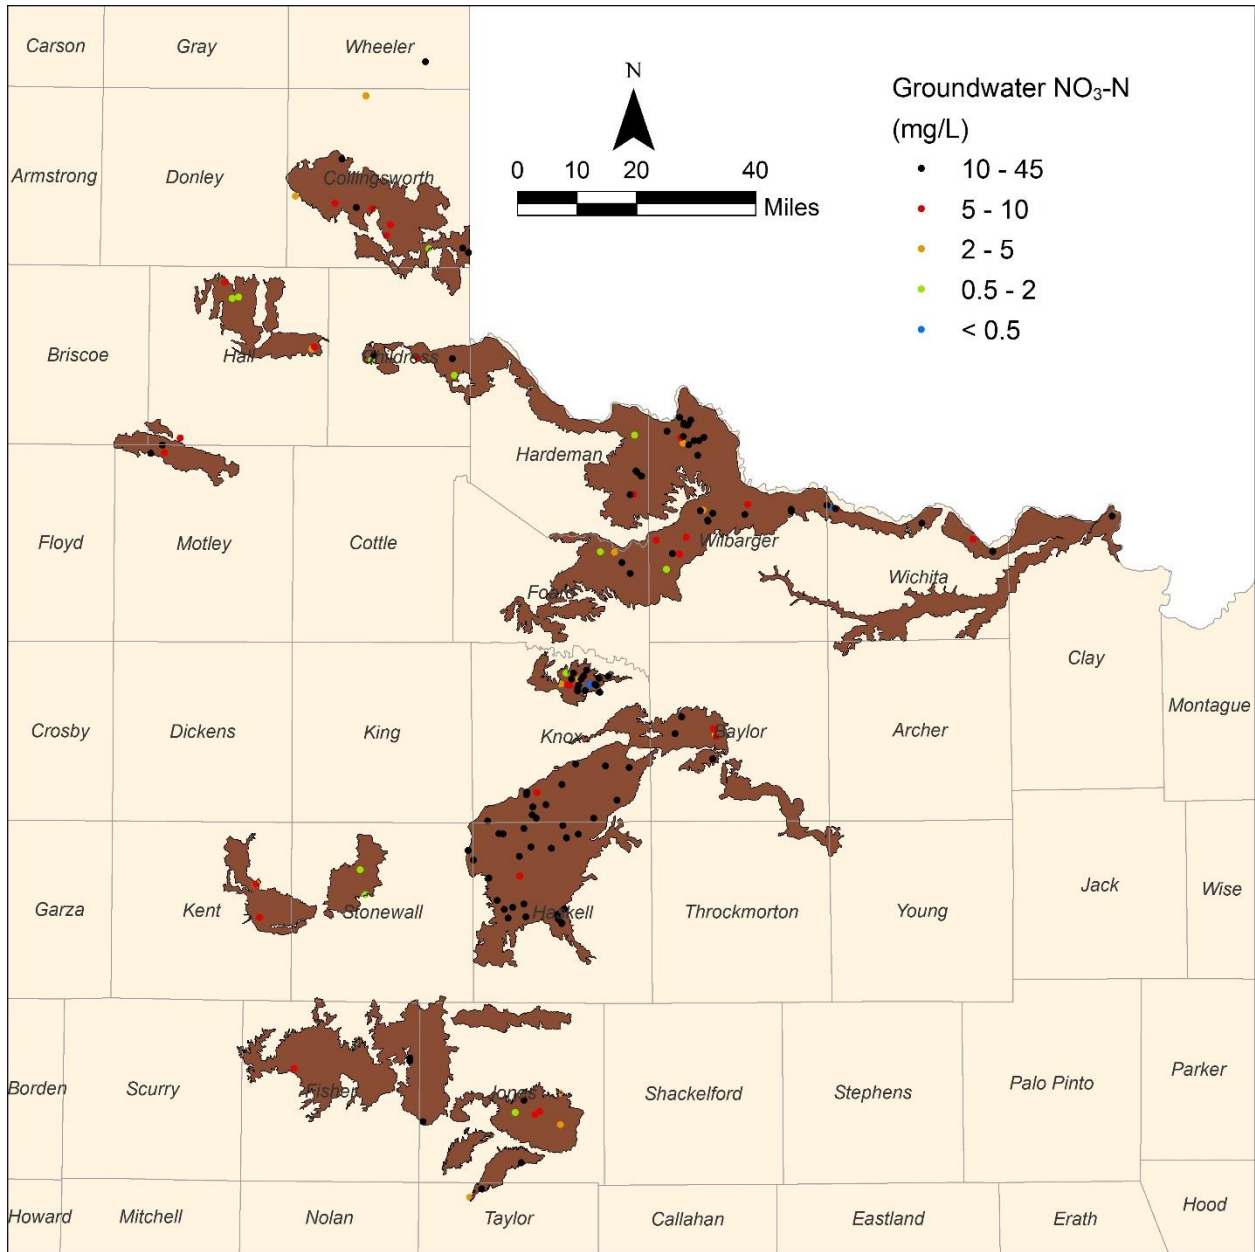 Carson
Gray
Wheeler
N
Groundwater NO₃-N
(mg/L)
0 10 20 40
Miles
10 - 45
5 - 10
2 - 5
0.5 - 2
< 0.5
Armstrong
Donley
Collingsworth
Briscoe
Hall
Childress
Hardeman
Floyd
Motley
Cottle
Wilbarger
Foard
Wichita
Clay
Montague
Crosby
Dickens
King
Knox
Baylor
Archer
Garza
Kent
Stonewall
Haskell
Throckmorton
Young
Jack
Wise
Borden
Scurry
Fisher
Jones
Shackelford
Stephens
Palo Pinto
Parker
Howard
Mitchell
Nolan
Taylor
Callahan
Eastland
Erath
Hood